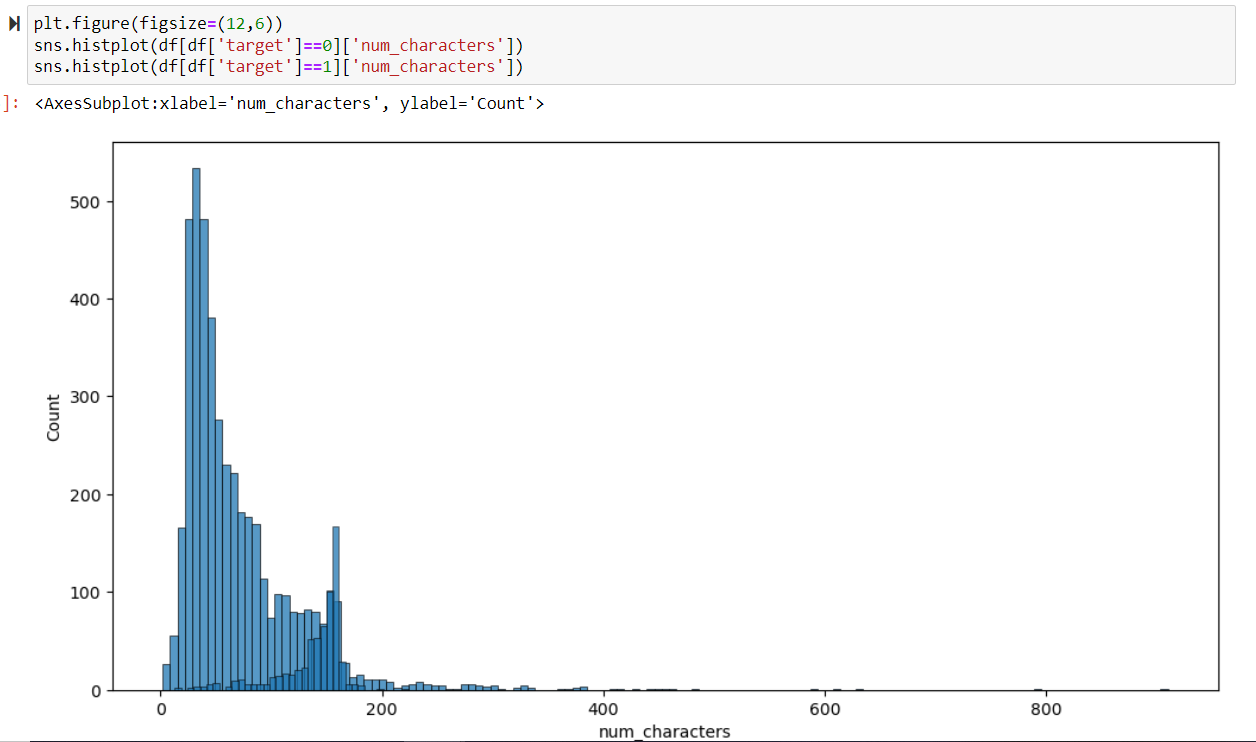 plt.figure(figsize=(12,6))
sns.histplot(df[df['target']==0]['num_characters'])
sns.histplot(df[df['target']==1]['num_characters'])
]: <AxesSubplot:xlabel='num_characters', ylabel='Count'>
500
400
300
200
100
0
Count
0 200 400 600 800
num_characters